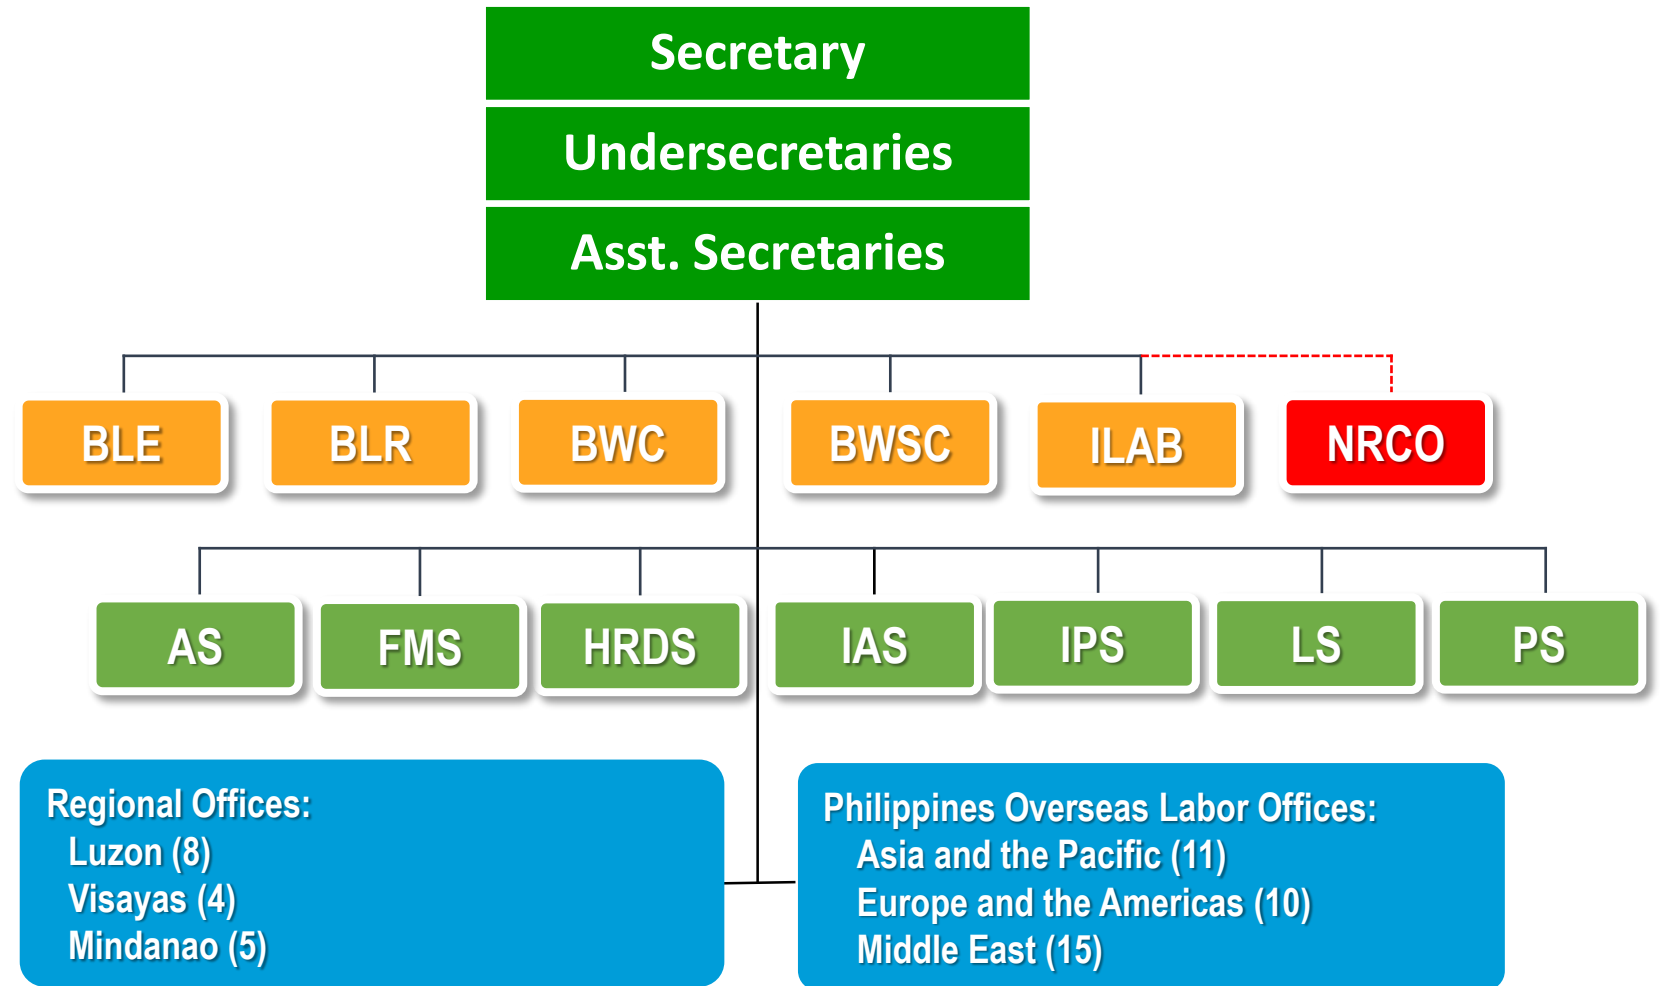 Secretary
Undersecretaries
Asst. Secretaries
BLE
BLR
BWC
BWSC
ILAB
NRCO
AS
FMS
HRDS
IAS
IPS
LS
PS
Regional Offices:
Luzon (8)
Visayas (4)
Mindanao (5)
Philippines Overseas Labor Offices:
Asia and the Pacific (11)
Europe and the Americas (10)
Middle East (15)